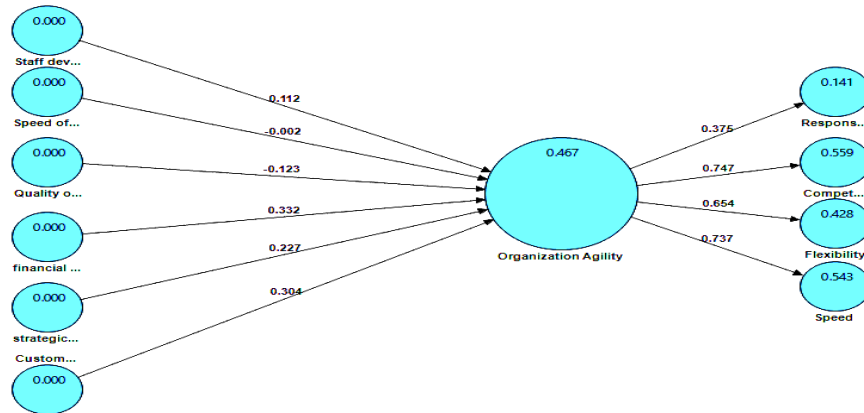 0.000
Staff dev...
0.000
Speed of...
0.000
Quality o...
0.000
financial ...
0.000
strategic...
Custom...
0.000
0.112
-0.002
-0.123
0.332
0.227
0.304
0.467
Organization Agility
0.375
0.747
0.654
0.737
0.141
Respons...
0.559
Compet...
0.428
Flexibility
0.543
Speed